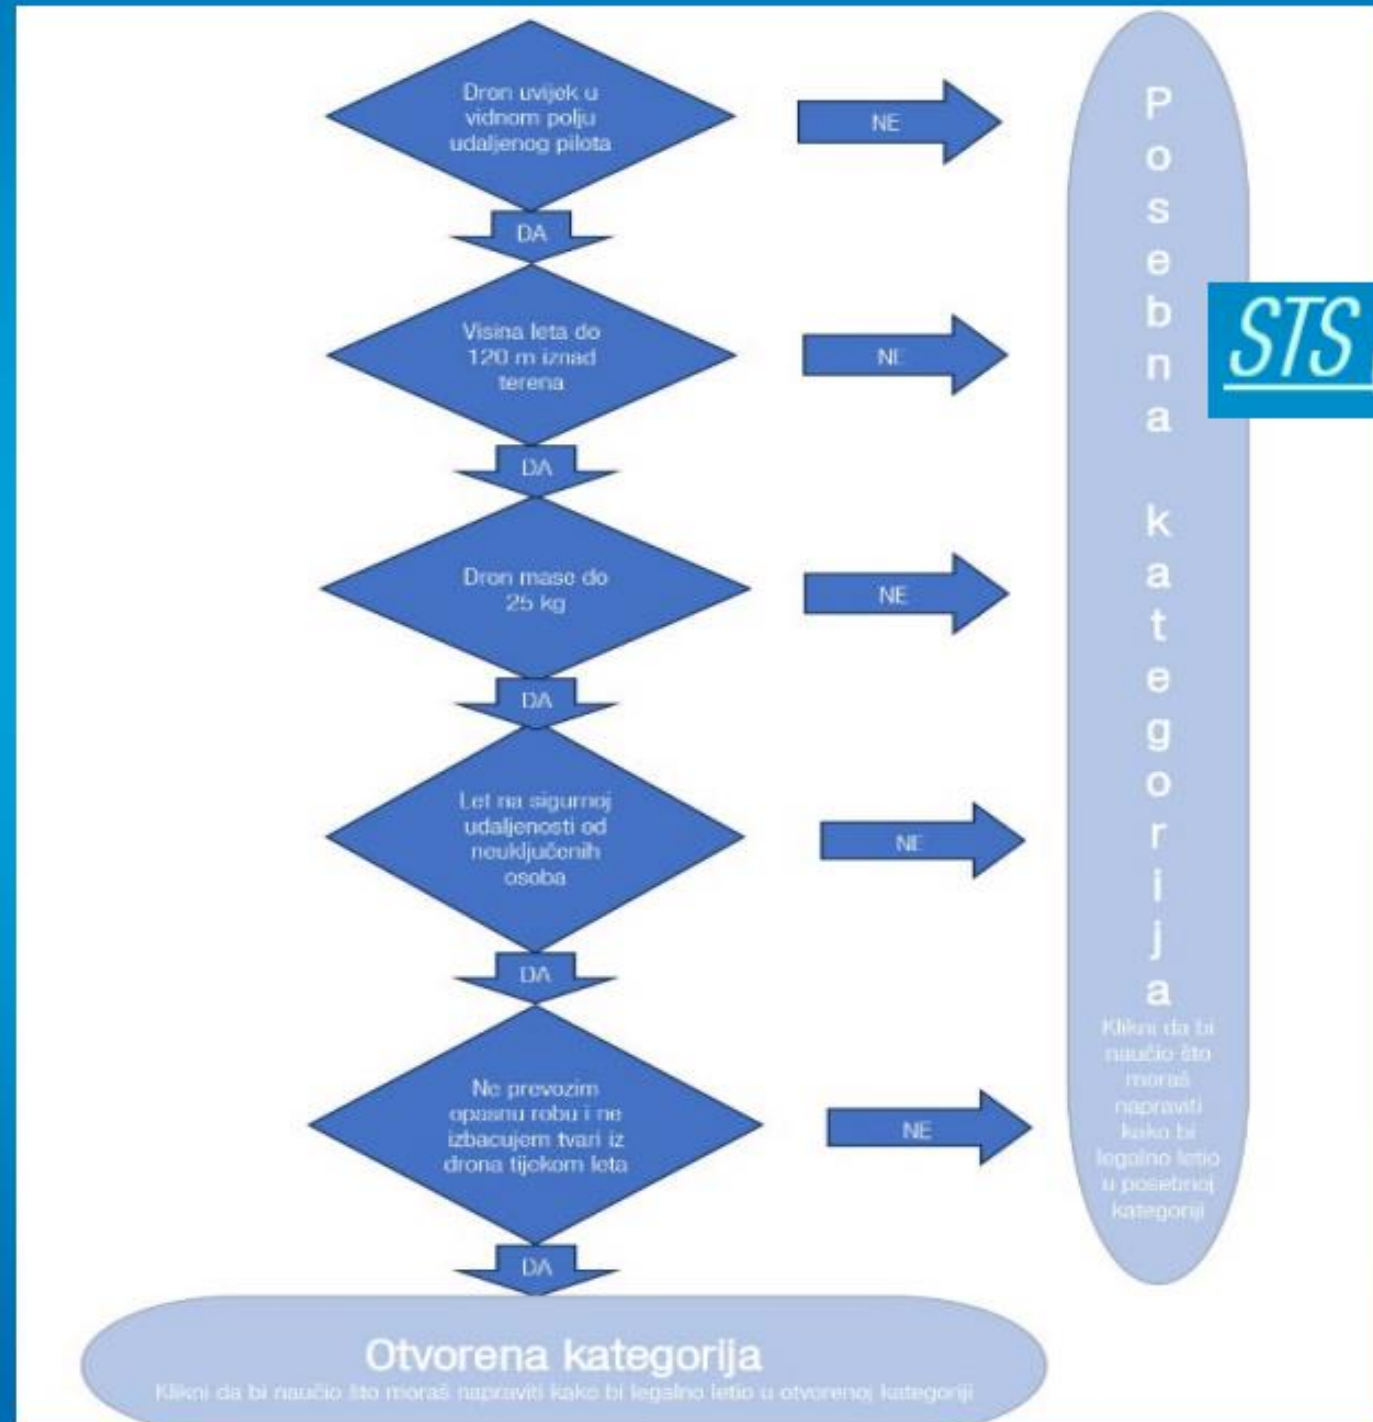 Dron uvijek u
vidnom polju
udaljenog pilota
NE
DA
Visina leta do
120 m iznad
terena
NE
DA
Dron mase do
25 kg
NE
DA
Let na sigurnoj
udaljenosti od
neuključenih
osoba
NE
DA
Ne prevozim
opasnu robu i ne
izbacujem tvari iz
drona tijekom leta
NE
DA
Otvorena kategorija
Klikni da bi naučio što moraš napraviti kako bi legalno letio u otvorenoj kategoriji
Posebna kategorija
Klikni da bi
naučio što
moraš
napraviti
kako bi
legalno letio
u posebnoj
kategoriji
STS